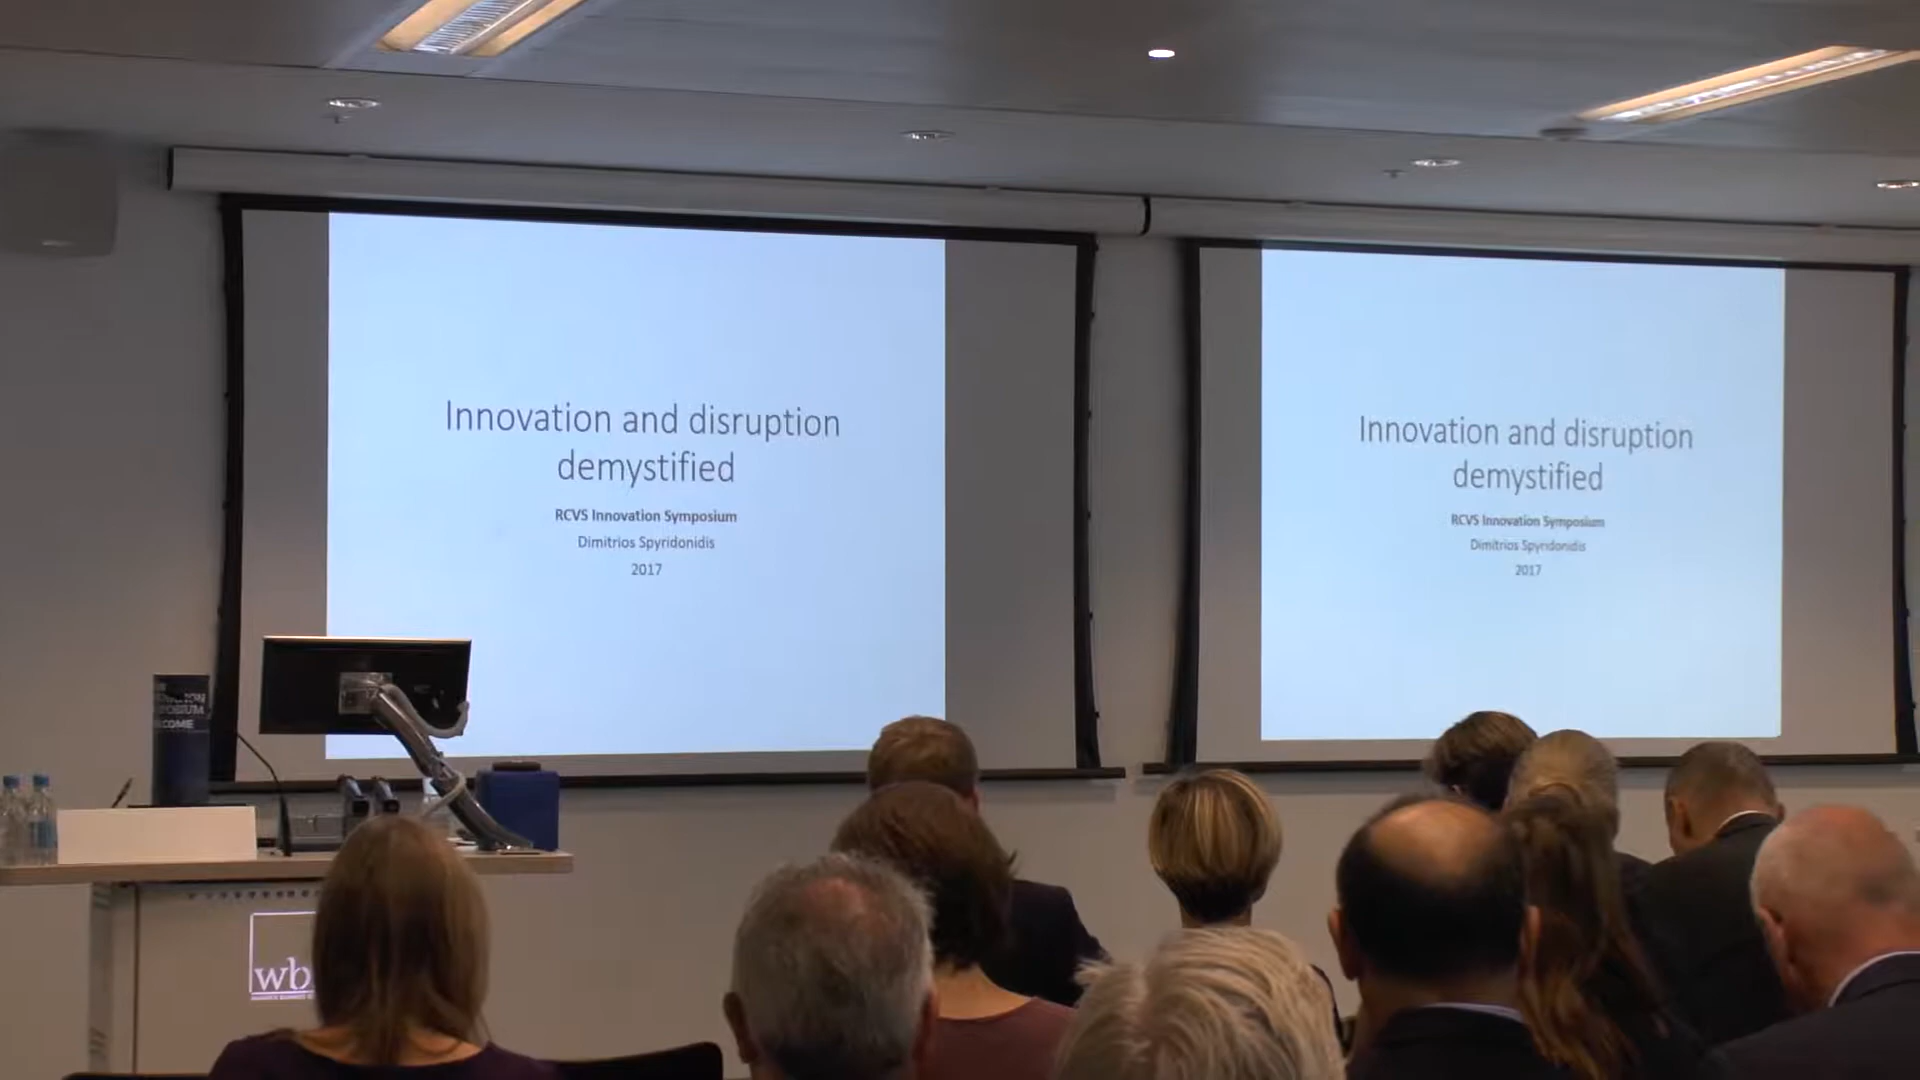 Innovation and disruption
demystified
RCVS Innovation Symposium
Dimitrios Spyridonidis
2017
Innovation and disruption
demystified
RCVS Innovation Symposium
Dimitrios Spyridonidis
2017
wb